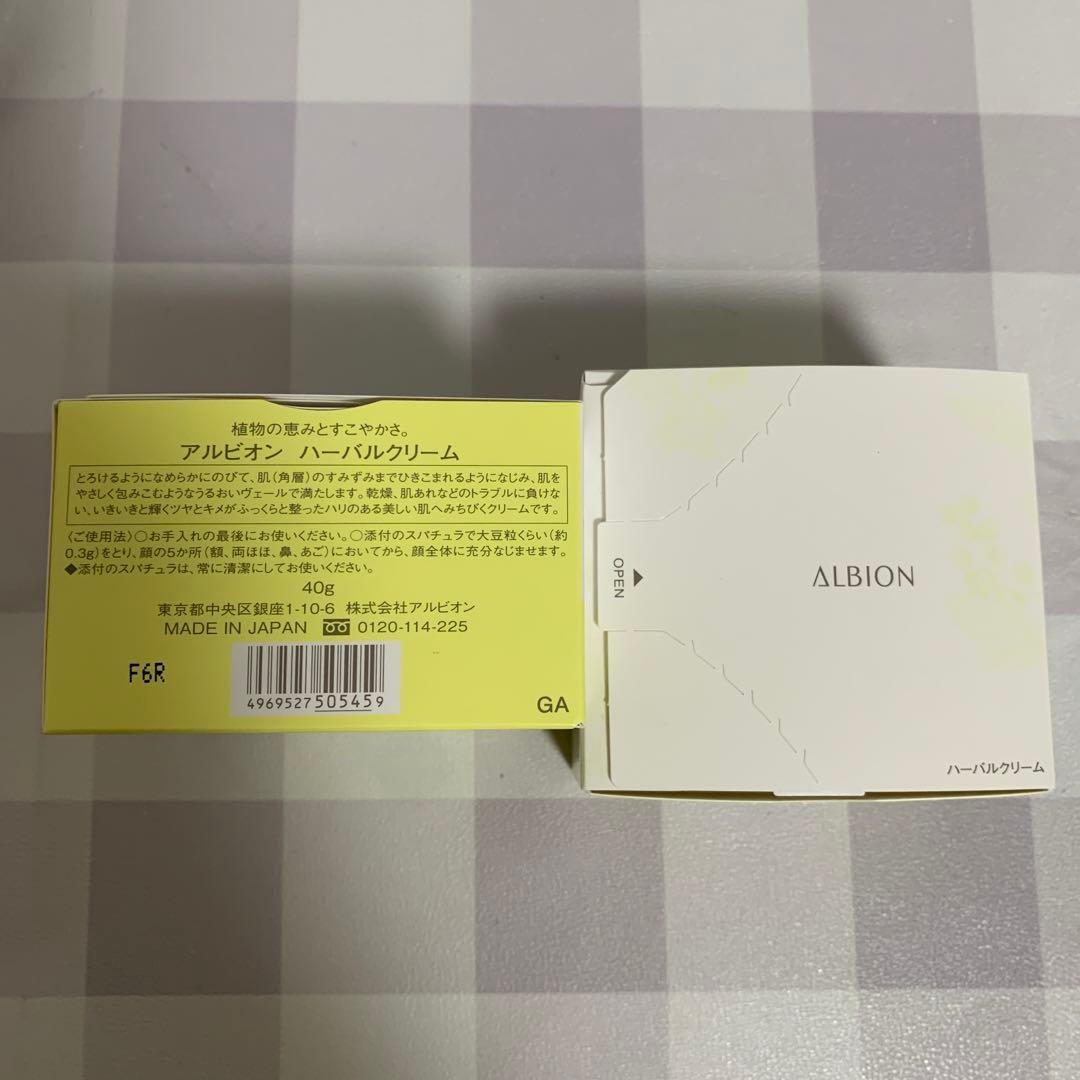 植物の恵みとすこやかさ。
アルビオン ハーバルクリーム
とろけるようになめらかにのびて、肌(角層)のすみずみまでひきこまれるようになじみ、肌を
やさしく包みこむようなうるおいヴェールで満たします。乾燥、肌あれなどのトラブルに負けな
い、いきいきと輝くツヤとキメがふっくらと整ったハリのある美しい肌へみちびくクリームです。
〈ご使用法〉○お手入れの最後にお使いください。○添付のスパチュラで大豆粒くらい(約
0.3g)をとり、顔の5か所(額、両ほほ、鼻、あご)においてから、顔全体に充分なじませます。
◆添付のスパチュラは、常に清潔にしてお使いください。
40g
東京都中央区銀座1-10-6 株式会社アルビオン
MADE IN JAPAN 0120-114-225
F6R
4969527505459
GA
OPEN
ALBION
ハーバルクリーム